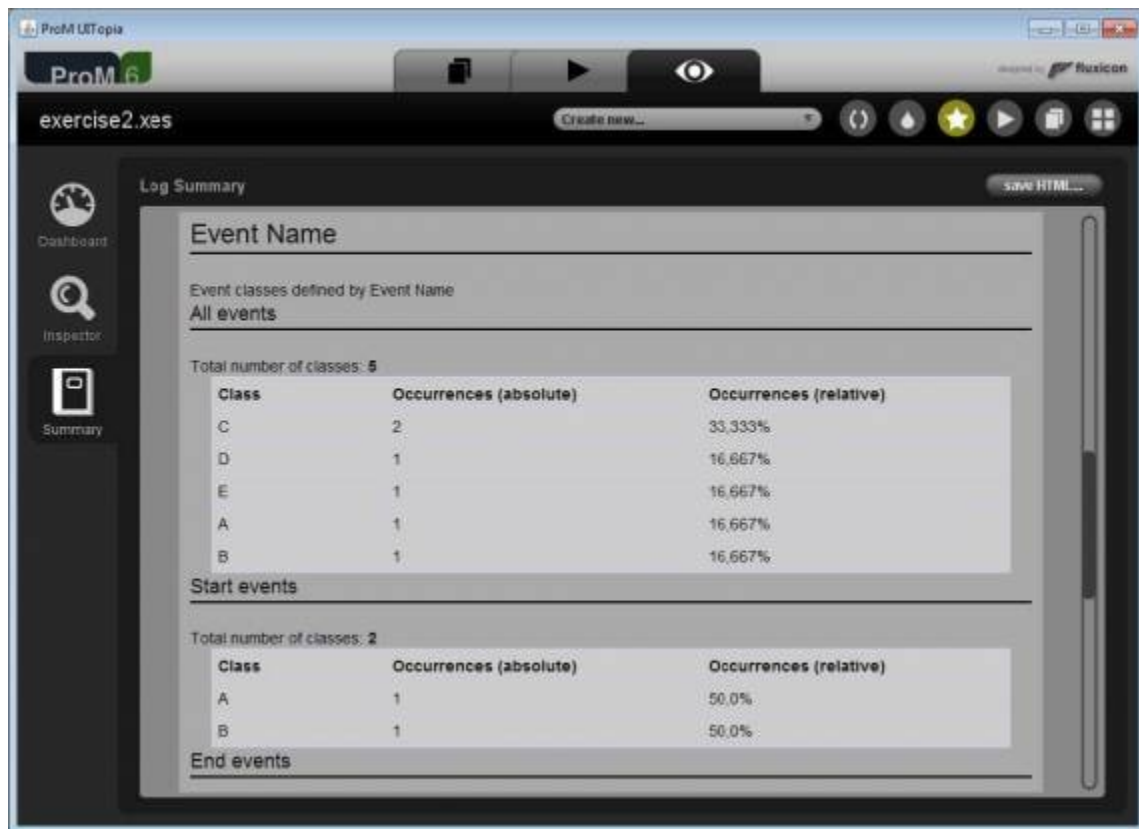 ProM UITopia
ProM 6
designed by fluxicon
exercise2.xes
Create new...
Log Summary
save HTML...
Dashboard
Inspector
Summary
Event Name
Event classes defined by Event Name
All events
Total number of classes: 5
Class Occurrences (absolute) Occurrences (relative)
C 2 33,333%
D 1 16,667%
E 1 16,667%
A 1 16,667%
B 1 16,667%
Start events
Total number of classes: 2
Class Occurrences (absolute) Occurrences (relative)
A 1 50,0%
B 1 50,0%
End events